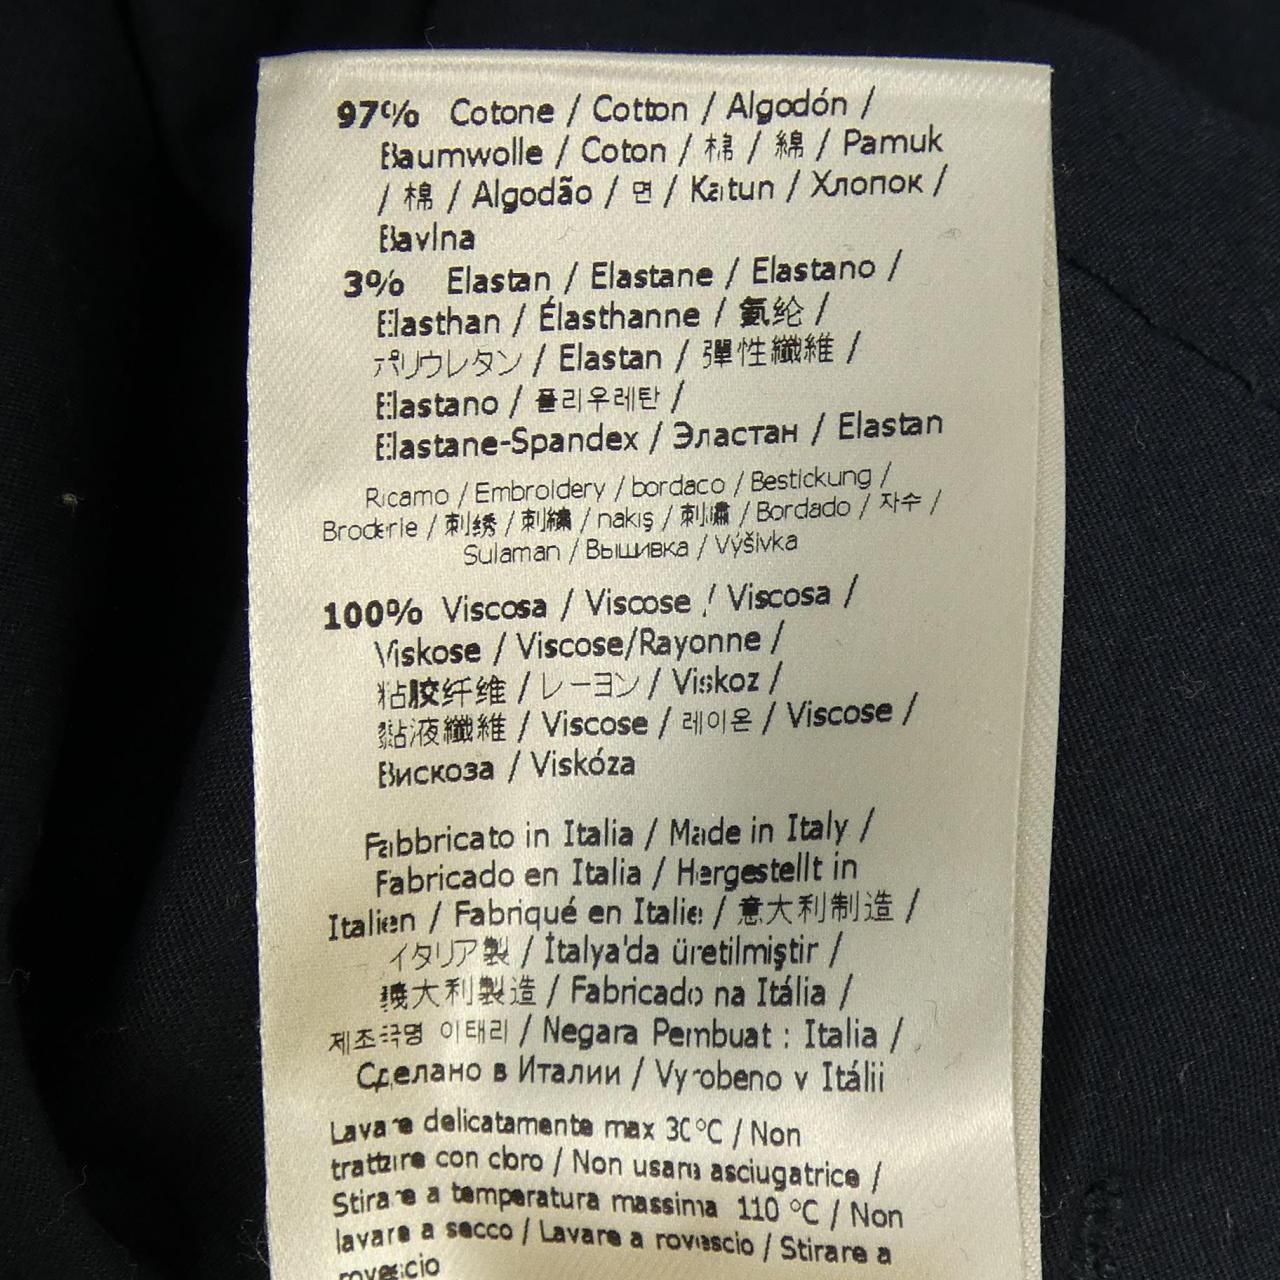 97% Cotone / Cotton / Algodón /
Baumwolle / Coton / 棉 / 綿 / Pamuk
/ 棉 / Algodão / 면 / Katun / Хлопок /
Bavlna
3% Elastan / Elastane / Elastano /
Elasthan / Élasthanne / 氨纶 /
ポリウレタン / Elastan / 彈性纖維 /
Elastano / 폴리우레탄 /
Elastane-Spandex / Эластан / Elastan
Ricamo / Embroidery / bordaco / Bestickung /
Broderie / 刺绣 / 刺繍 / nakış / 刺繡 / Bordado / 자수 /
Sulaman / Вышивка / Výšivka
100% Viscosa / Viscose / Viscosa /
Viskose / Viscose/Rayonne /
粘胶纤维 / レーヨン / Viskoz /
黏液纖維 / Viscose / 레이온 / Viscose /
Вискоза / Viskóza
Fabbricato in Italia / Made in Italy /
Fabricado en Italia / Hergestellt in
Italien / Fabriqué en Italie / 意大利制造 /
イタリア製 / İtalya'da üretilmiştir /
義大利製造 / Fabricado na Itália /
제조국명 이태리 / Negara Pembuat : Italia /
Сделано в Италии / Vyrobeno v Itálii
Lavare delicatamente max 30°C / Non
trattare con cloro / Non usare asciugatrice /
Stirare a temperatura massima 110 °C / Non
lavare a secco / Lavare a rovescio / Stirare a
rovescio